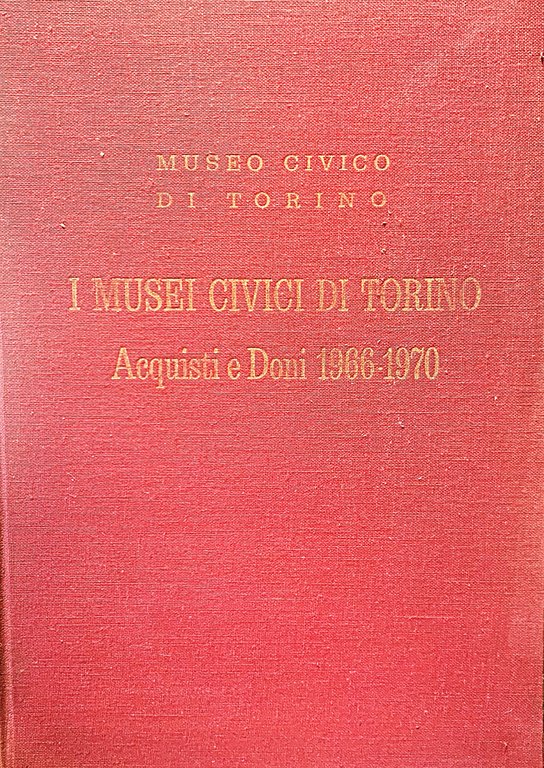 MUSEO CIVICO
DI TORINO
I MUSEI CIVICI DI TORINO
Acquisti e Doni 1966-1970